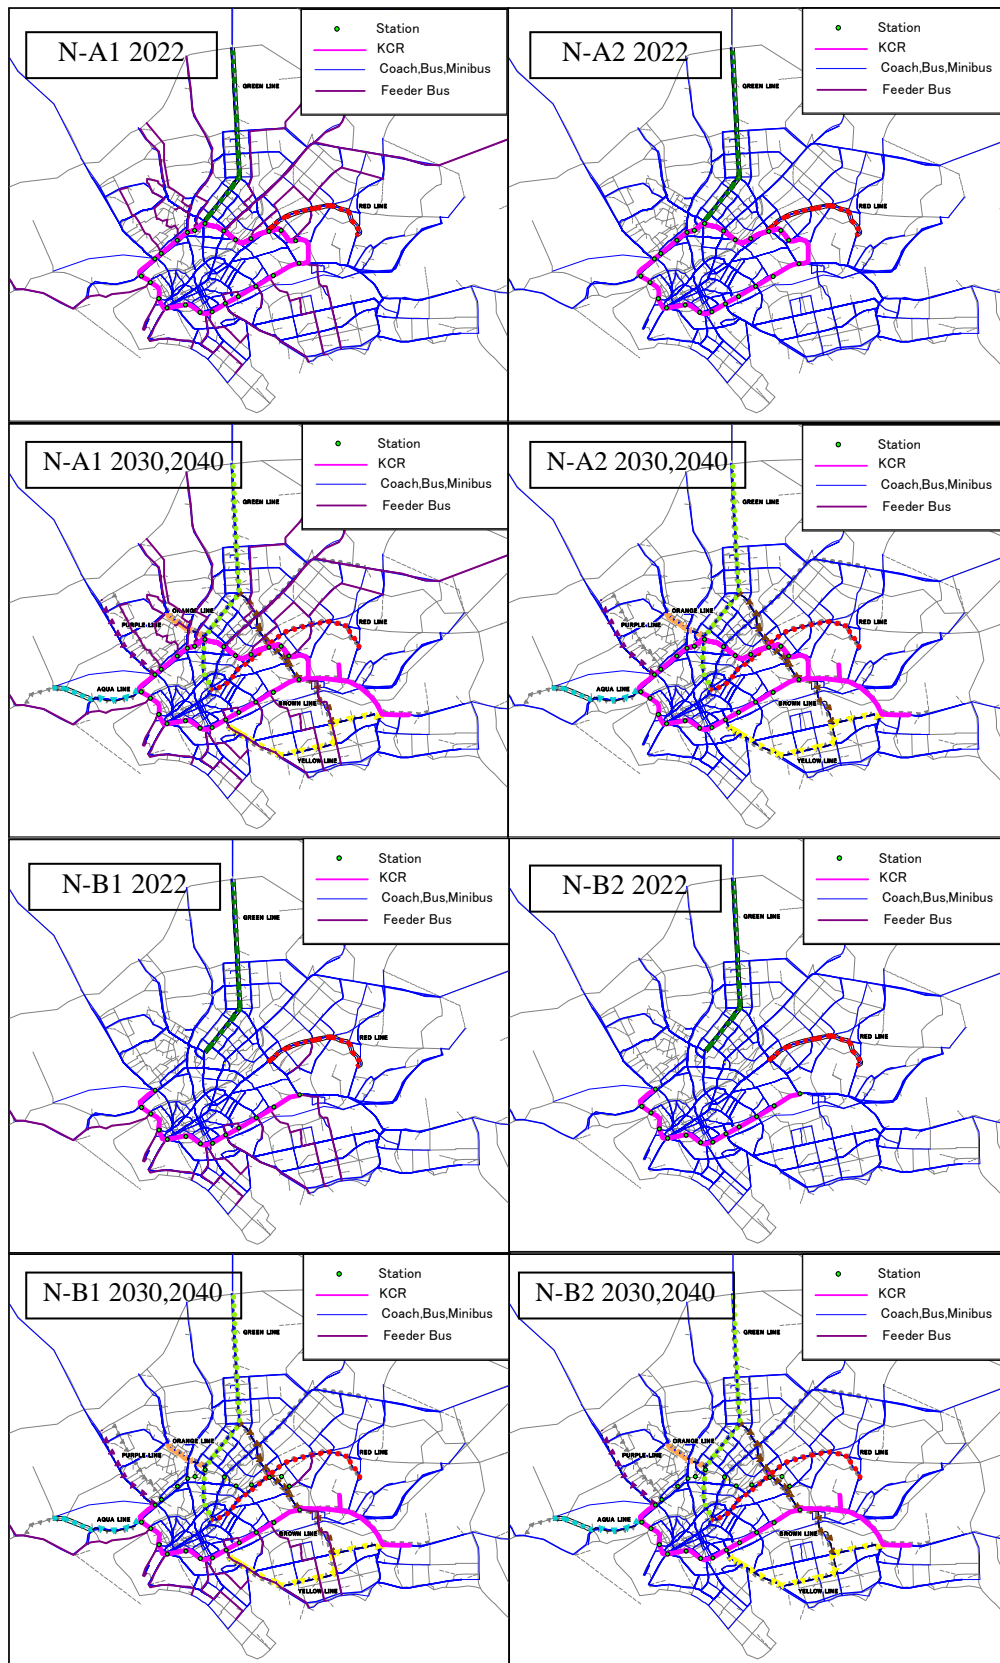 N-A1 2022
Station
KCR
Coach,Bus,Minibus
Feeder Bus
GREEN LINE
RED LINE
N-A2 2022
Station
KCR
Coach,Bus,Minibus
Feeder Bus
GREEN LINE
RED LINE
N-A1 2030,2040
Station
KCR
Coach,Bus,Minibus
Feeder Bus
GREEN LINE
ORANGE LINE
PURPLE LINE
RED LINE
AQUA LINE
BROWN LINE
YELLOW LINE
N-A2 2030,2040
Station
KCR
Coach,Bus,Minibus
Feeder Bus
GREEN LINE
ORANGE LINE
PURPLE LINE
RED LINE
AQUA LINE
BROWN LINE
YELLOW LINE
N-B1 2022
Station
KCR
Coach,Bus,Minibus
Feeder Bus
GREEN LINE
RED LINE
N-B2 2022
Station
KCR
Coach,Bus,Minibus
Feeder Bus
GREEN LINE
RED LINE
N-B1 2030,2040
Station
KCR
Coach,Bus,Minibus
Feeder Bus
GREEN LINE
ORANGE LINE
PURPLE LINE
RED LINE
AQUA LINE
BROWN LINE
YELLOW LINE
N-B2 2030,2040
Station
KCR
Coach,Bus,Minibus
Feeder Bus
GREEN LINE
ORANGE LINE
PURPLE LINE
RED LINE
AQUA LINE
BROWN LINE
YELLOW LINE